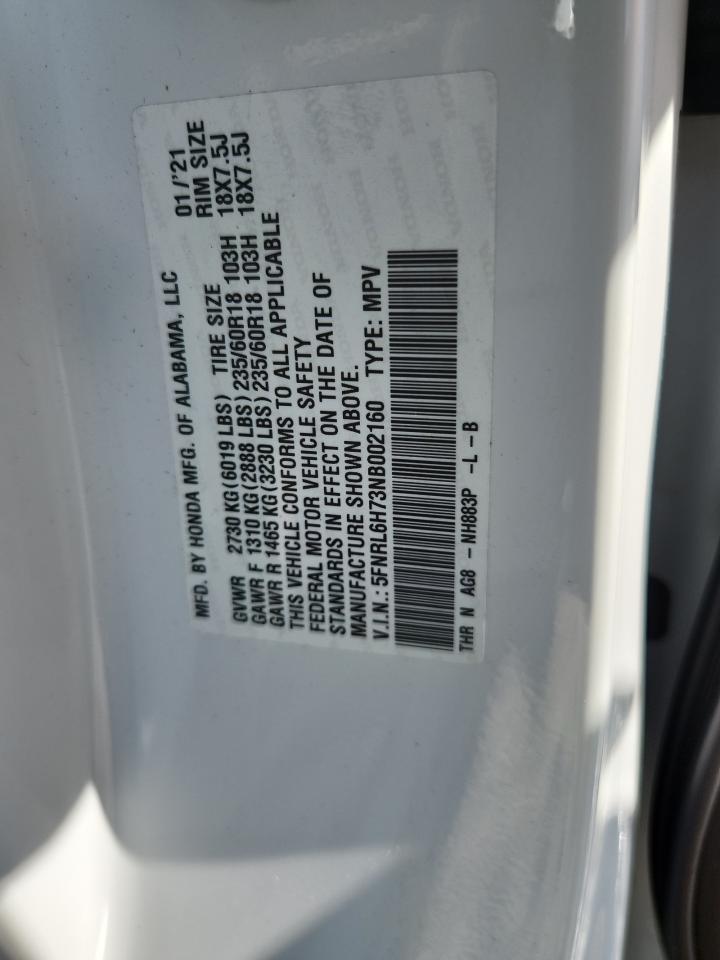 MFD. BY HONDA MFG. OF ALABAMA, LLC 01/'21
TIRE SIZE RIM SIZE
GVWR 2730 KG(6019 LBS)
GAWR F 1310 KG(2888 LBS)235/60R18 103H 18X7.5J
GAWR R 1465 KG(3230 LBS)235/60R18 103H 18X7.5J
THIS VEHICLE CONFORMS TO ALL APPLICABLE
FEDERAL MOTOR VEHICLE SAFETY
STANDARDS IN EFFECT ON THE DATE OF
MANUFACTURE SHOWN ABOVE.
V.I.N.: 5FNRL6H73NB002160 TYPE: MPV
THR N AG8 – NH883P –L –B
HONDA